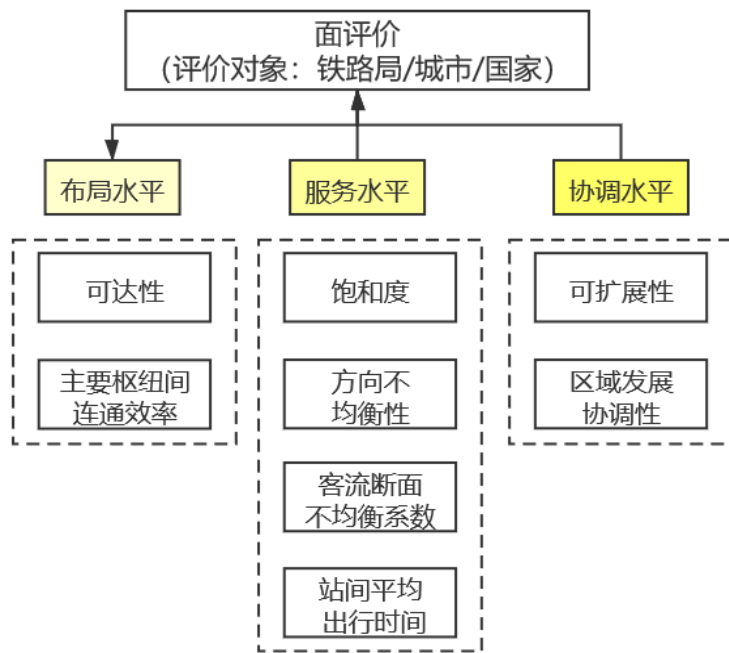 面评价
（评价对象：铁路局/城市/国家）
布局水平
服务水平
协调水平
可达性
主要枢纽间
连通效率
饱和度
方向不
均衡性
客流断面
不均衡系数
站间平均
出行时间
可扩展性
区域发展
协调性